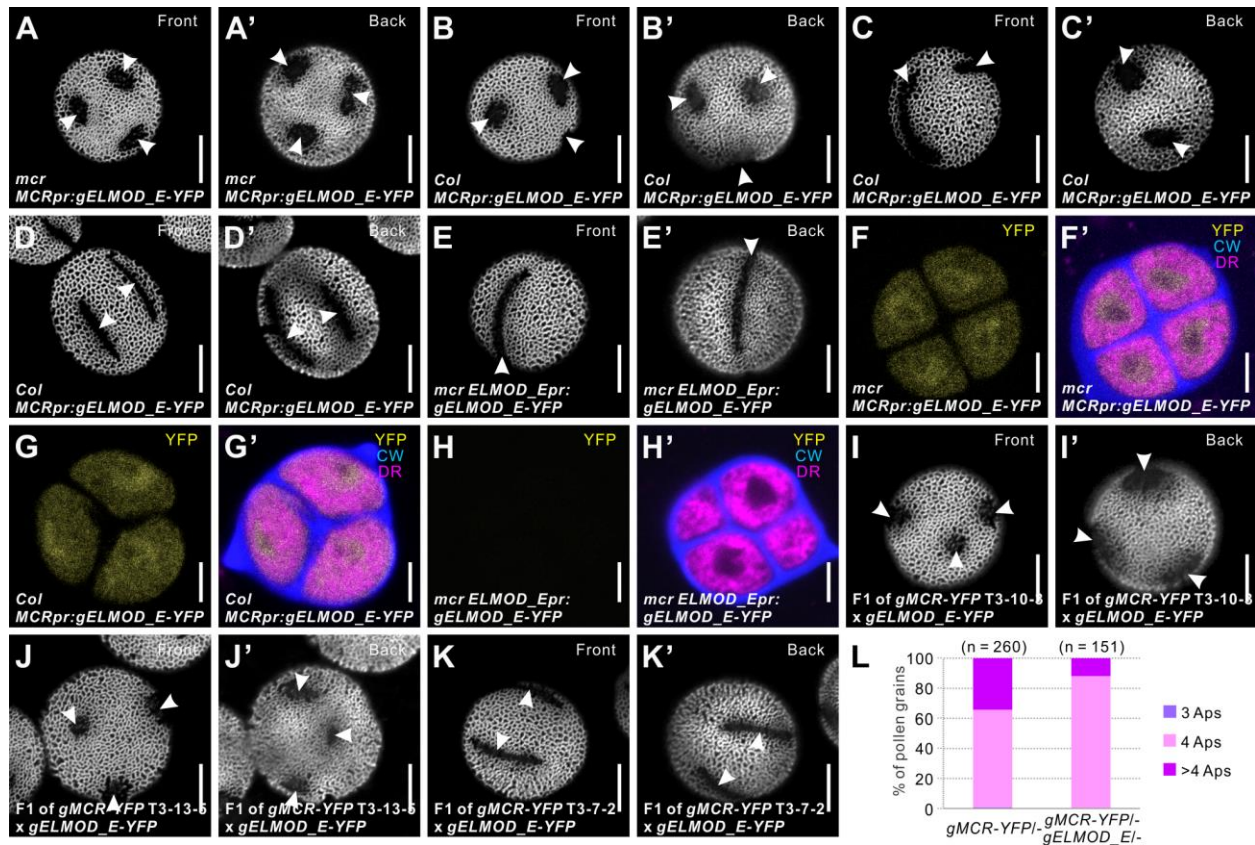 A
Front
mcr
MCRpr:gELMOD_E-YFP
A'
Back
mcr
MCRpr:gELMOD_E-YFP
B
Front
Col
MCRpr:gELMOD_E-YFP
B'
Back
Col
MCRpr:gELMOD_E-YFP
C
Front
Col
MCRpr:gELMOD_E-YFP
C'
Back
Col
MCRpr:gELMOD_E-YFP
D
Front
Col
MCRpr:gELMOD_E-YFP
D'
Back
Col
MCRpr:gELMOD_E-YFP
E
Front
mcr ELMOD_Epr:
gELMOD_E-YFP
E'
Back
mcr ELMOD_Epr:
gELMOD_E-YFP
F
YFP
mcr
MCRpr:gELMOD_E-YFP
F'
YFP
CW
DR
mcr
MCRpr:gELMOD_E-YFP
G
YFP
Col
MCRpr:gELMOD_E-YFP
G'
YFP
CW
DR
Col
MCRpr:gELMOD_E-YFP
H
YFP
mcr ELMOD_Epr:
gELMOD_E-YFP
H'
YFP
CW
DR
mcr ELMOD_Epr:
gELMOD_E-YFP
I
Front
F1 of gMCR-YFP T3-10-3
x gELMOD_E-YFP
I'
Back
F1 of gMCR-YFP T3-10-3
x gELMOD_E-YFP
J
Front
F1 of gMCR-YFP T3-13-5
x gELMOD_E-YFP
J'
Back
F1 of gMCR-YFP T3-13-5
x gELMOD_E-YFP
K
Front
F1 of gMCR-YFP T3-7-2
x gELMOD_E-YFP
K'
Back
F1 of gMCR-YFP T3-7-2
x gELMOD_E-YFP
L
(n = 260) (n = 151)
% of pollen grains
100
80
60
40
20
0
gMCR-YFP/-
gMCR-YFP/-
gELMOD_E/-
3 Aps
4 Aps
>4 Aps